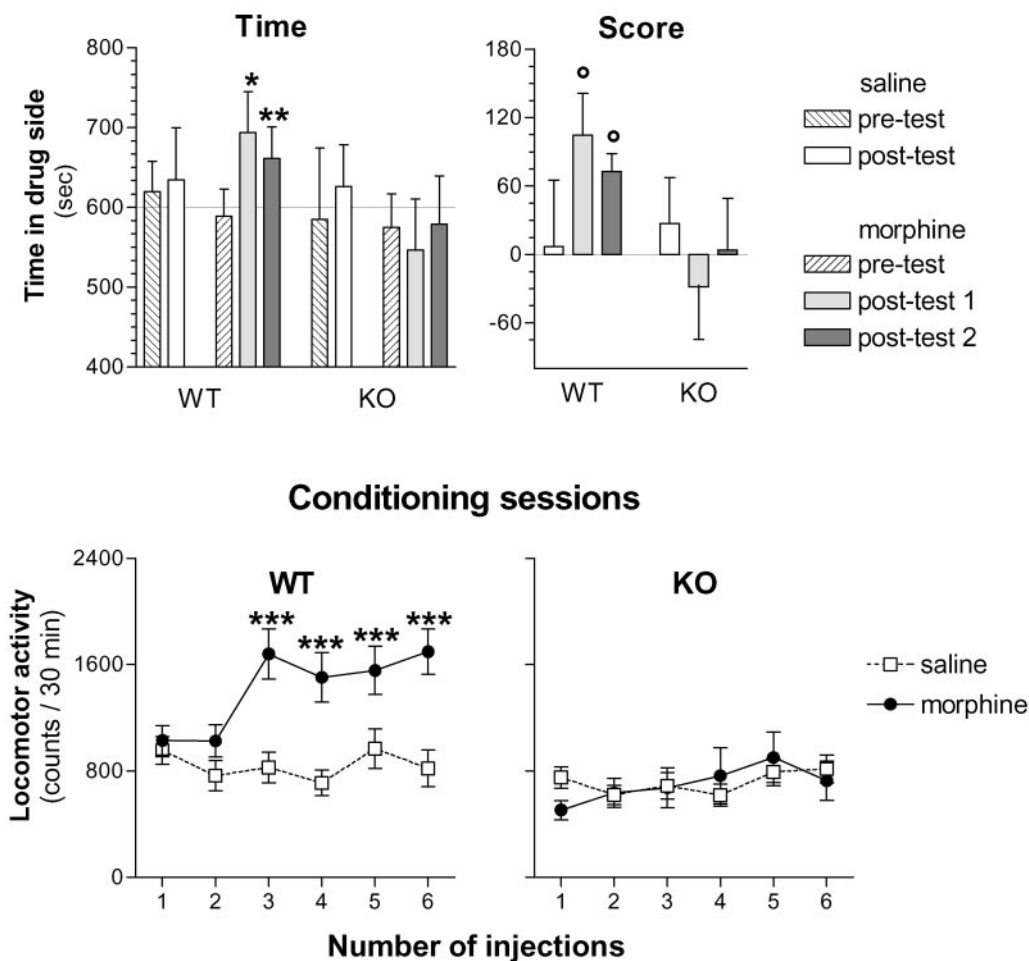 Time
Score
Time in drug side
(sec)
800
700
600
500
400
*
**
WT
KO
180
120
60
0
-60
WT
KO
saline
pre-test
post-test
morphine
pre-test
post-test 1
post-test 2
Conditioning sessions
Locomotor activity
(counts / 30 min)
2400
1600
800
0
WT
***
***
***
***
KO
saline
morphine
1 2 3 4 5 6
1 2 3 4 5 6
Number of injections